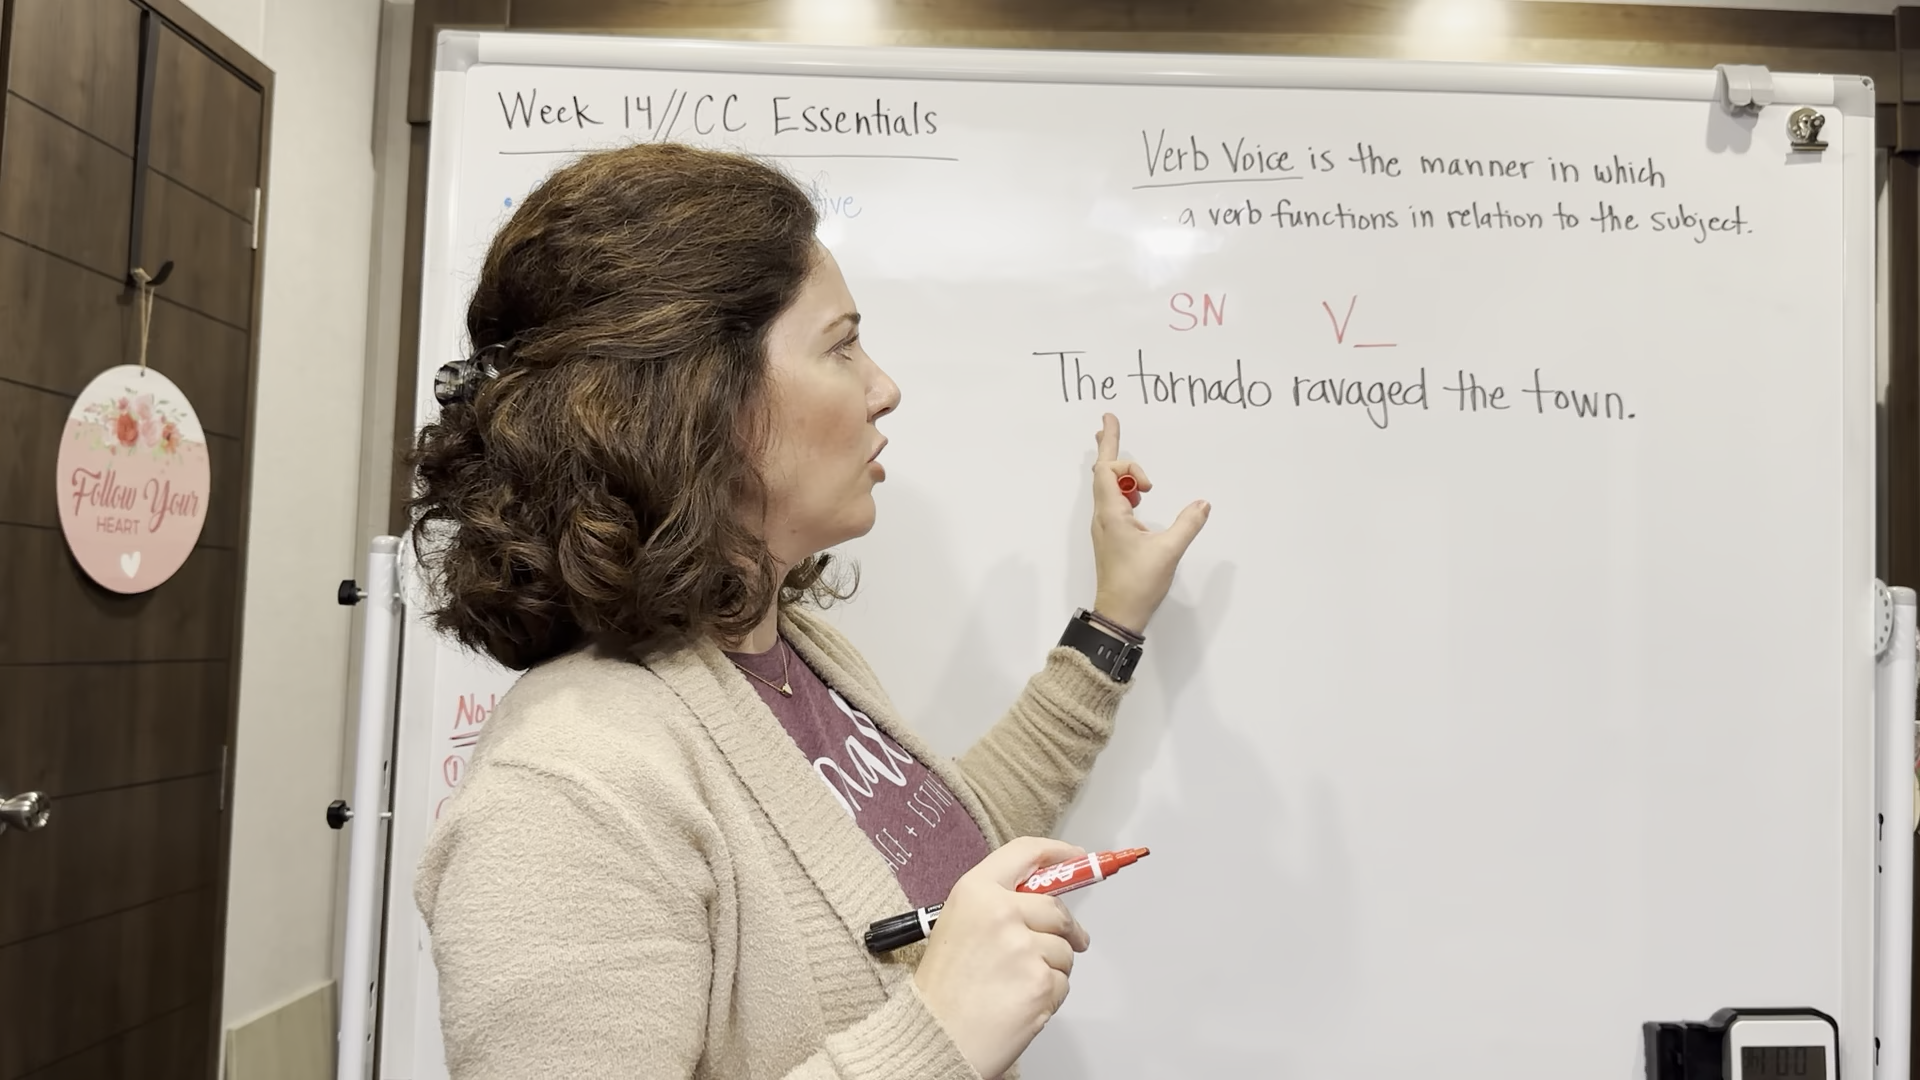 Week 14//CC Essentials
Verb Voice is the manner in which
a verb functions in relation to the subject.
SN V_
The tornado ravaged the town.
Follow Your
HEART